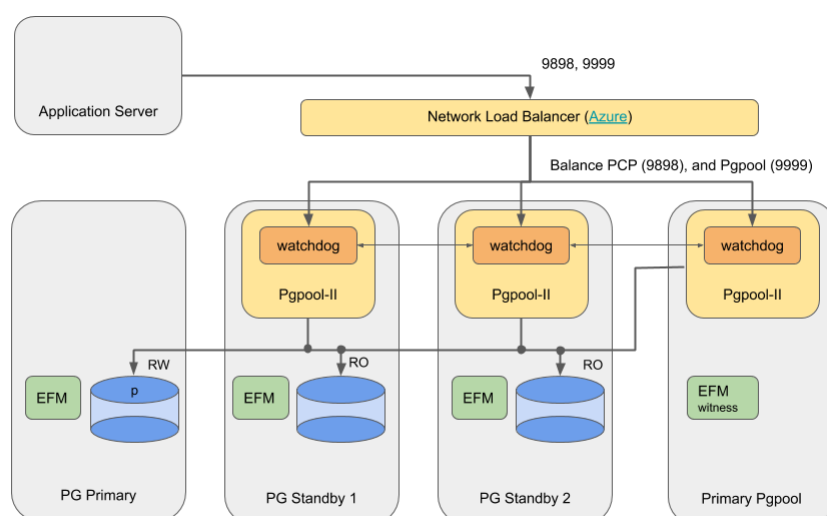 9898, 9999
Application Server
Network Load Balancer (Azure)
Balance PCP (9898), and Pgpool (9999)
watchdog
watchdog
watchdog
Pgpool-II
Pgpool-II
Pgpool-II
RW
RO
RO
EFM
p
EFM
EFM
EFM
witness
PG Primary
PG Standby 1
PG Standby 2
Primary Pgpool